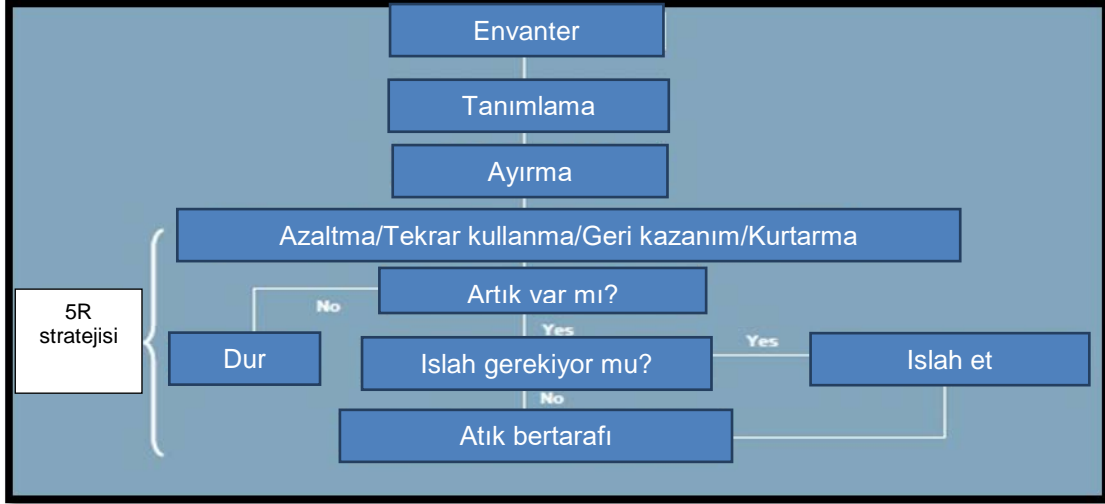 Envanter
Tanımlama
Ayırma
Azaltma/Tekrar kullanma/Geri kazanım/Kurtarma
Artık var mı?
No
5R
stratejisi
Yes
Dur
Islah gerekiyor mu?
Yes
Islah et
No
Atık bertarafı